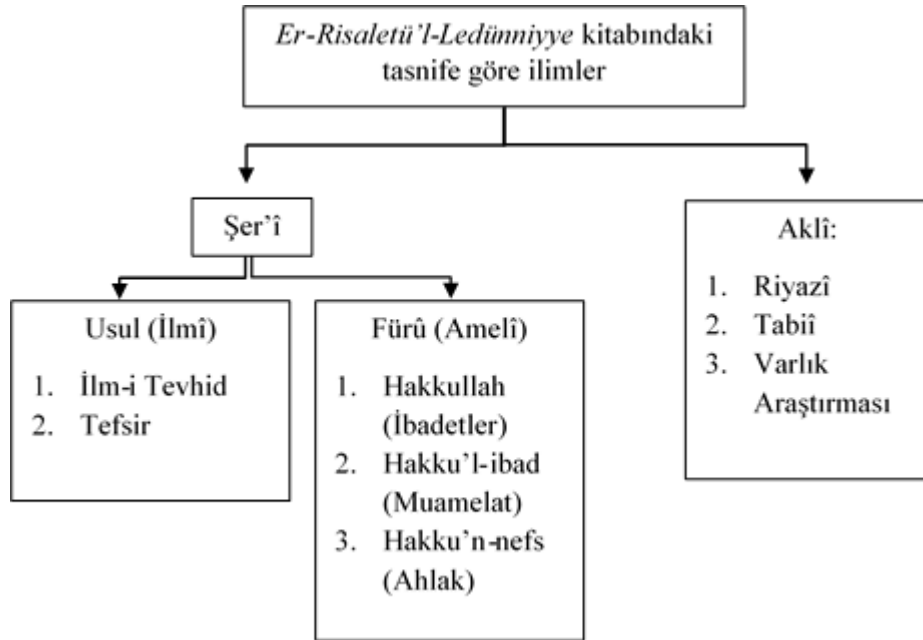 Er-Risaletü’l-Ledünniyye kitabındaki
tasnife göre ilimler
Şer’î
Usul (İlmî)
1. İlm-i Tevhid
2. Tefsir
Fürû (Amelî)
1. Hakkullah
(İbadetler)
2. Hakku’l-ibad
(Muamelat)
3. Hakku’n-nefs
(Ahlak)
Aklî:
1. Riyazî
2. Tabiî
3. Varlık
Araştırması